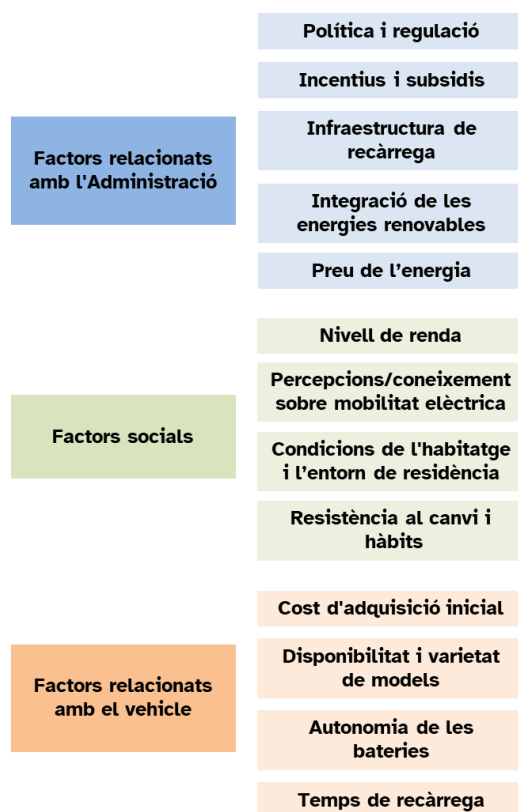 Factors relacionats
amb l'Administració
Política i regulació
Incentius i subsidis
Infraestructura de
recàrrega
Integració de les
energies renovables
Preu de l’energia
Factors socials
Nivell de renda
Percepcions/coneixement
sobre mobilitat elèctrica
Condicions de l'habitatge
i l’entorn de residència
Resistència al canvi i
hàbits
Factors relacionats
amb el vehicle
Cost d'adquisició inicial
Disponibilitat i varietat
de models
Autonomia de les
bateries
Temps de recàrrega